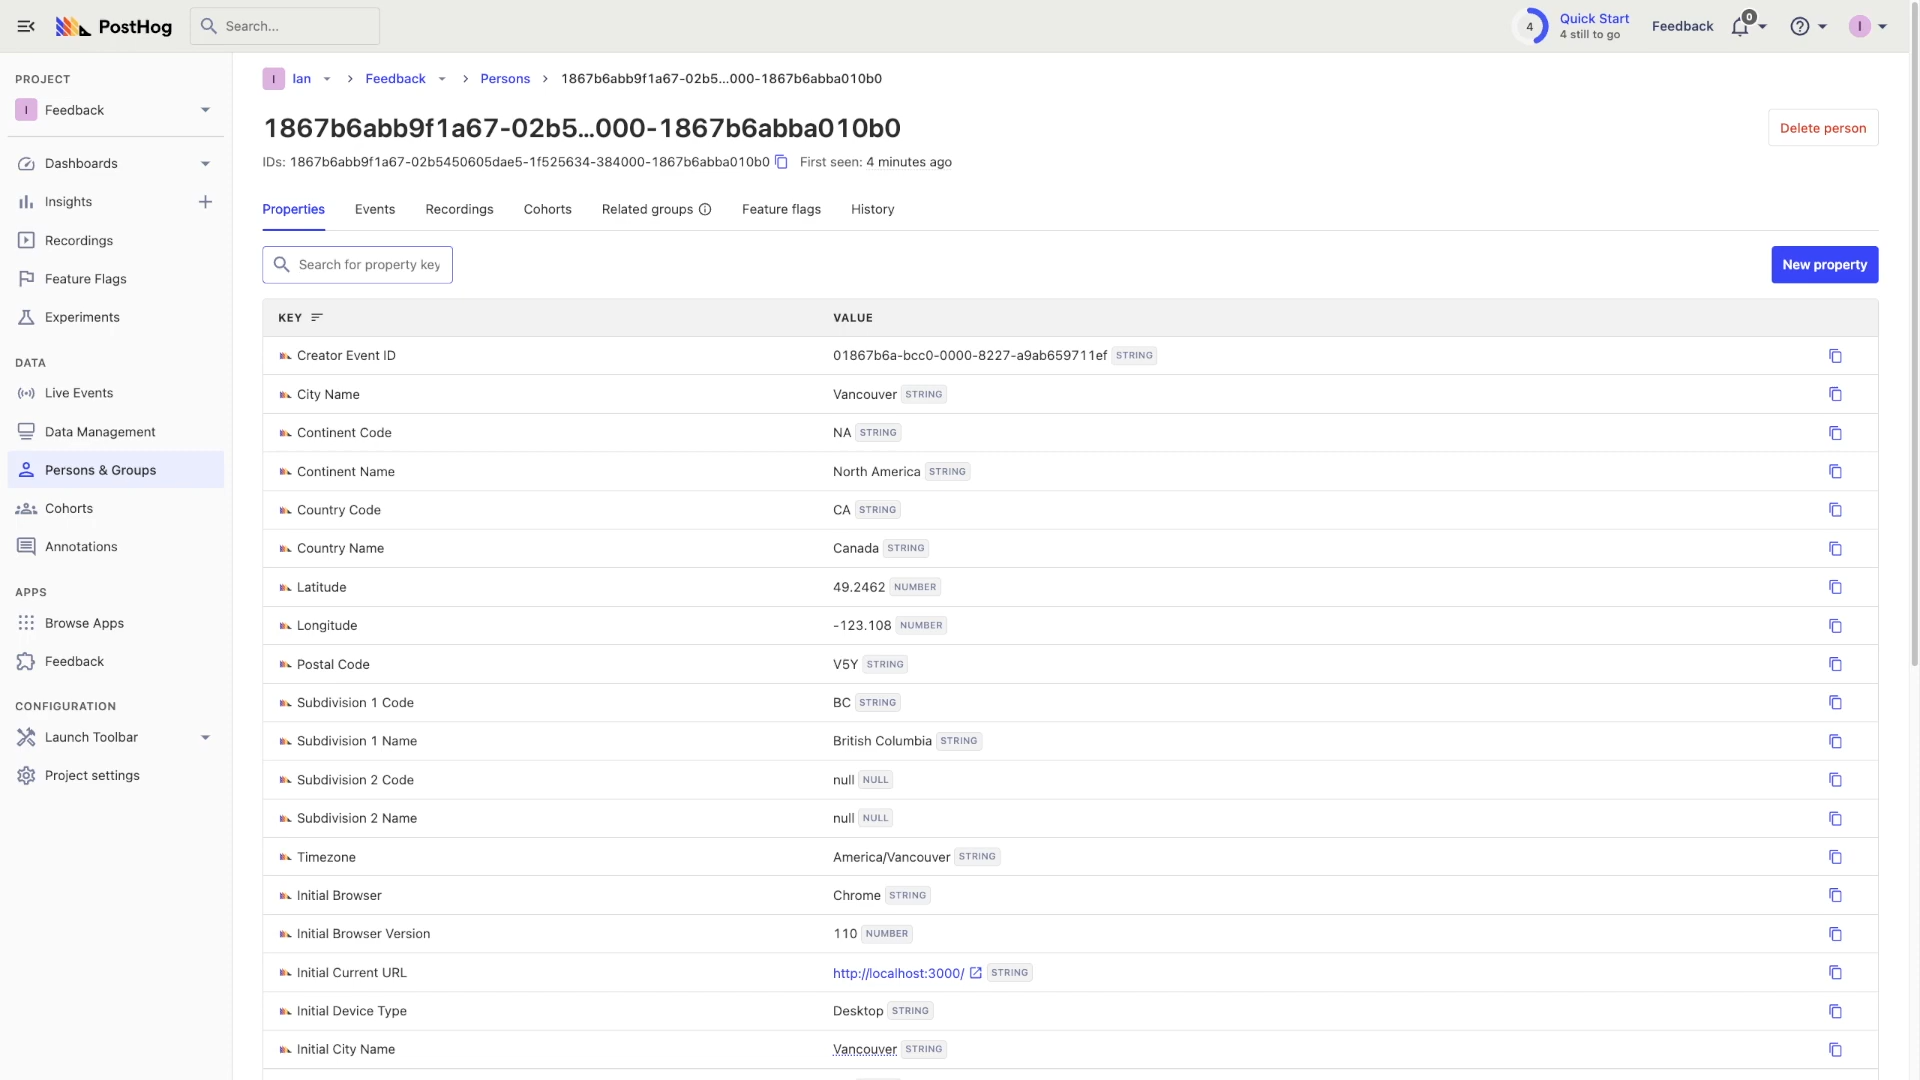 PostHog
Search...
4
Quick Start
4 still to go
Feedback
0
I
PROJECT
I
Feedback
Dashboards
Insights
Recordings
Feature Flags
Experiments
DATA
Live Events
Data Management
Persons & Groups
Cohorts
Annotations
APPS
Browse Apps
Feedback
CONFIGURATION
Launch Toolbar
Project settings
I Ian > Feedback > Persons > 1867b6abb9f1a67-02b5...000-1867b6abba010b0
1867b6abb9f1a67-02b5...000-1867b6abba010b0
Delete person
IDs: 1867b6abb9f1a67-02b5450605dae5-1f525634-384000-1867b6abba010b0 First seen: 4 minutes ago
Properties Events Recordings Cohorts Related groups Feature flags History
Search for property key
New property
KEY VALUE
Creator Event ID 01867b6a-bcc0-0000-8227-a9ab659711ef STRING
City Name Vancouver STRING
Continent Code NA STRING
Continent Name North America STRING
Country Code CA STRING
Country Name Canada STRING
Latitude 49.2462 NUMBER
Longitude -123.108 NUMBER
Postal Code V5Y STRING
Subdivision 1 Code BC STRING
Subdivision 1 Name British Columbia STRING
Subdivision 2 Code null NULL
Subdivision 2 Name null NULL
Timezone America/Vancouver STRING
Initial Browser Chrome STRING
Initial Browser Version 110 NUMBER
Initial Current URL http://localhost:3000/ STRING
Initial Device Type Desktop STRING
Initial City Name Vancouver STRING